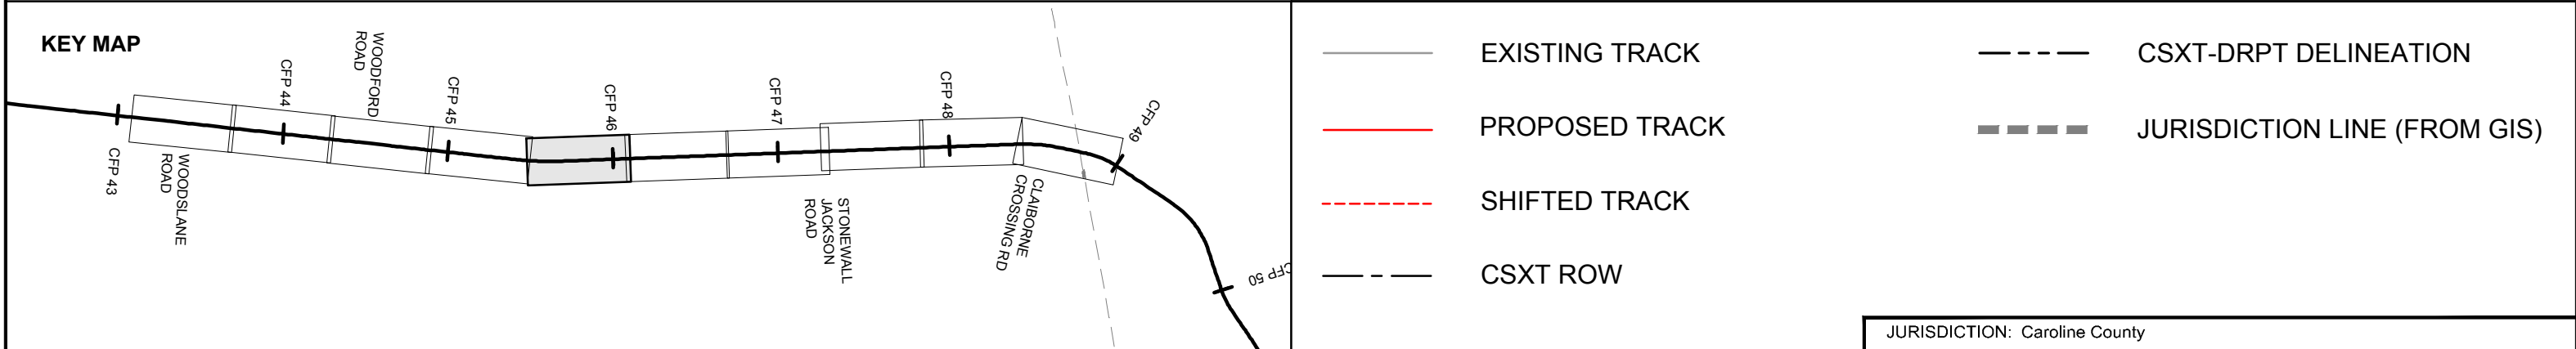 KEY MAP
CFP 43
WOODSLANE
ROAD
CFP 44
WOODFORD
ROAD
CFP 45
CFP 46
CFP 47
STONEWALL
JACKSON
ROAD
CFP 48
CLAIBORNE
CROSSING RD
CFP 49
CFP 50
EXISTING TRACK
PROPOSED TRACK
SHIFTED TRACK
CSXT ROW
CSXT-DRPT DELINEATION
JURISDICTION LINE (FROM GIS)
JURISDICTION: Caroline County